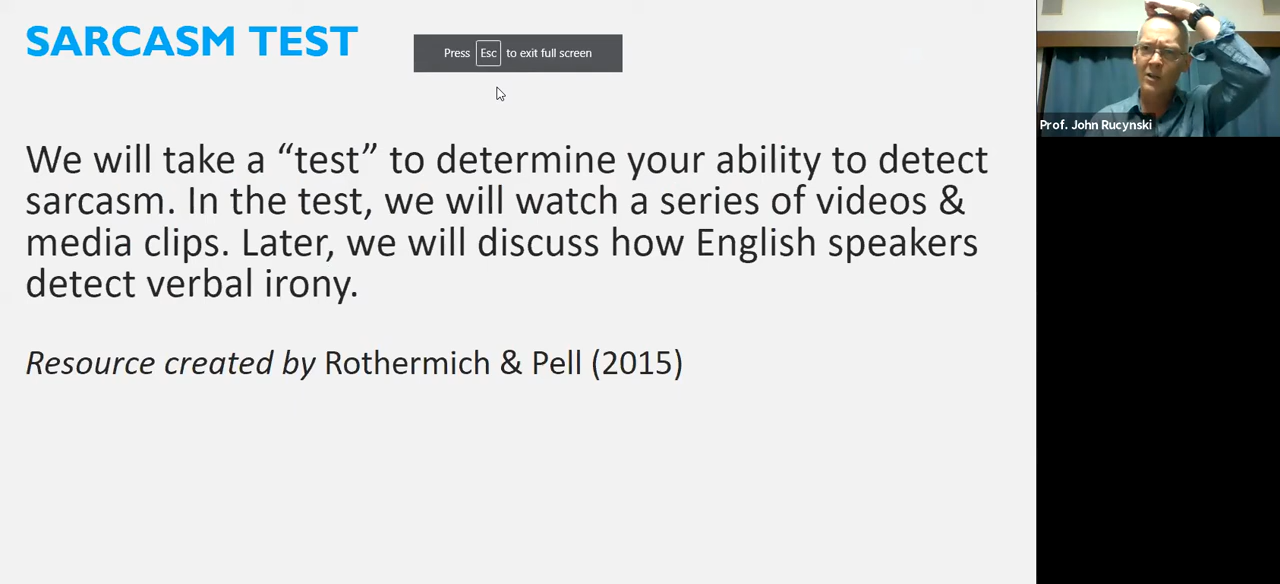 SARCASM TEST
Press Esc to exit full screen
Prof. John Rucynski
We will take a “test” to determine your ability to detect
sarcasm. In the test, we will watch a series of videos &
media clips. Later, we will discuss how English speakers
detect verbal irony.
Resource created by Rothermich & Pell (2015)